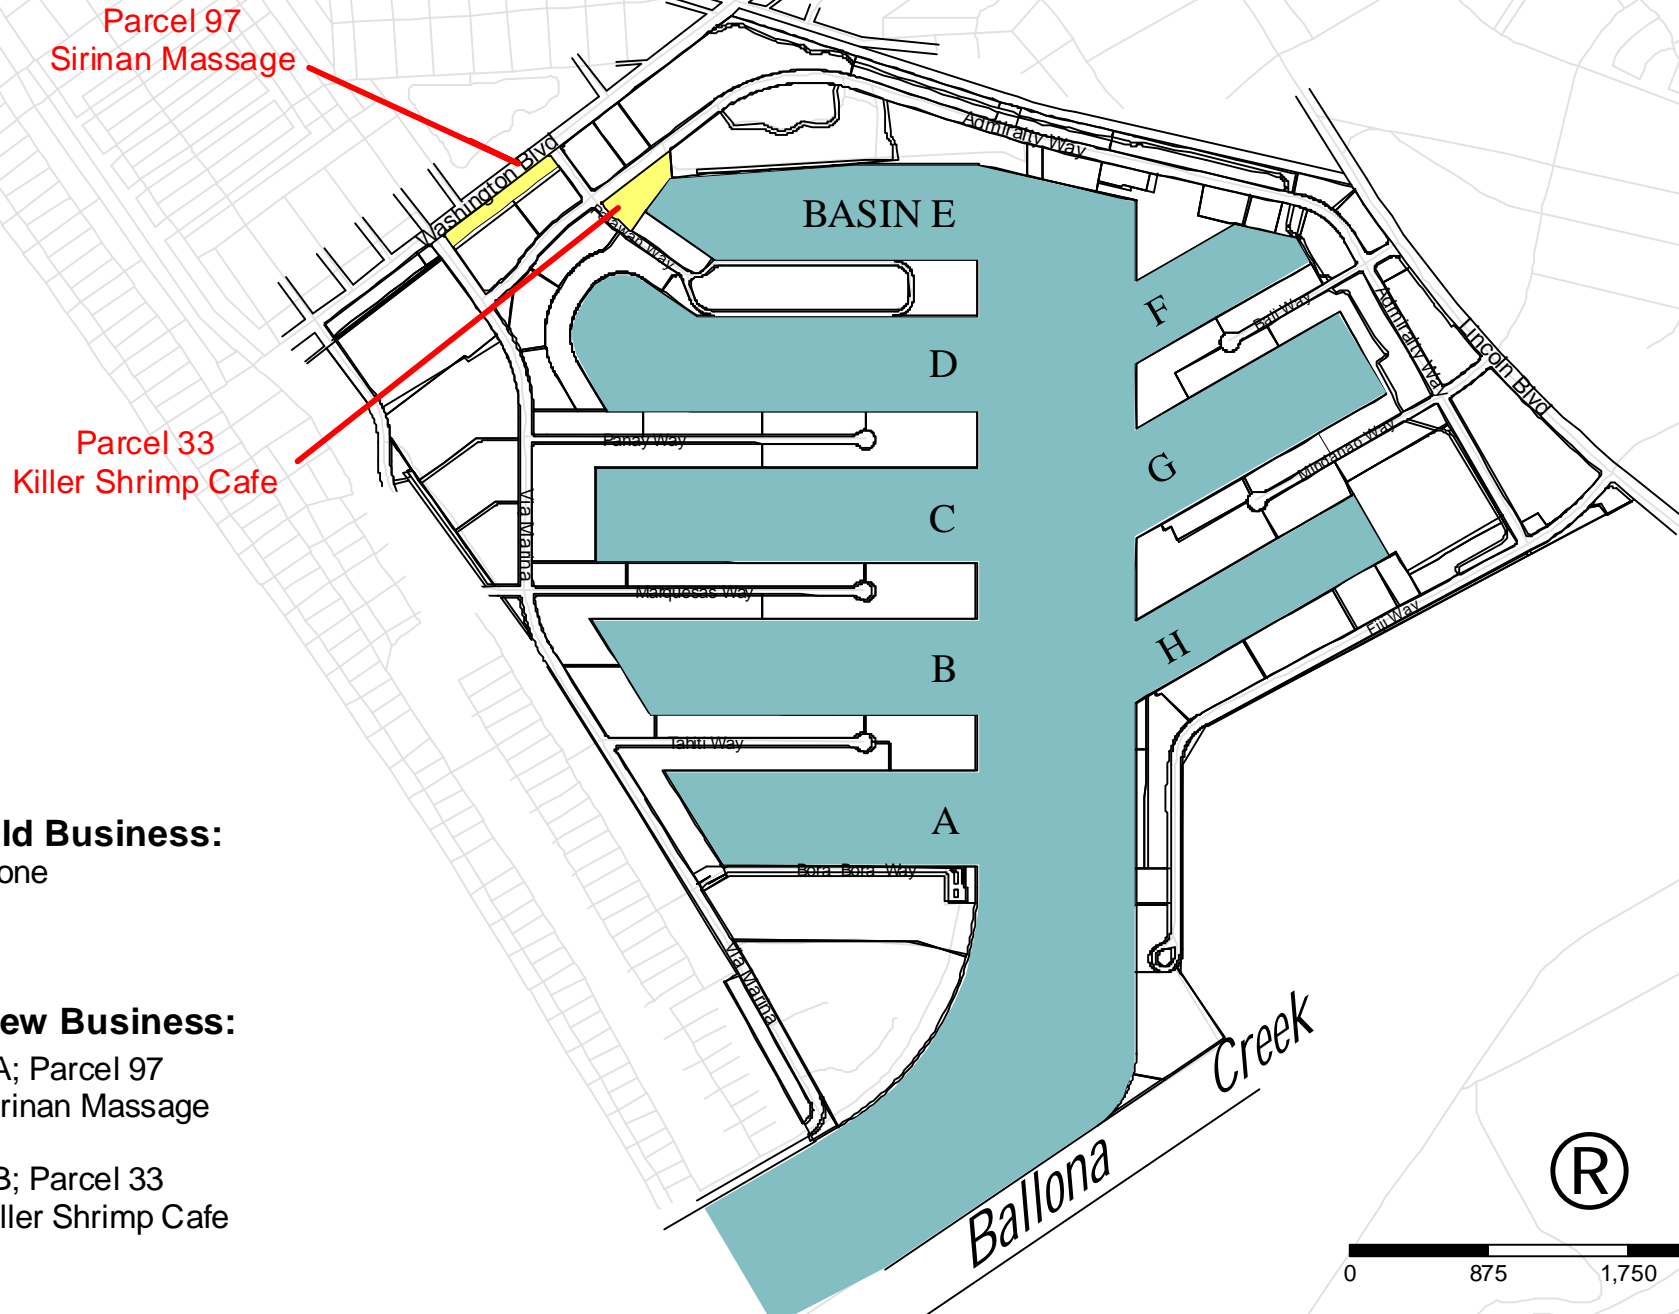 Parcel 97
Sirinan Massage
Washington Blvd
Admiralty Way
BASIN E
Palawan Way
F
Bali Way
D
Admiralty Way
Lincoln Blvd
Parcel 33
Killer Shrimp Cafe
Panay Way
G
Mindanao Way
Via Marina
C
Marquesas Way
Fiji Way
H
B
Tahiti Way
A
Bora Bora Way
ld Business:
one
Via Marina
ew Business:
A; Parcel 97
rinan Massage
B; Parcel 33
ller Shrimp Cafe
Ballona Creek
®
0 875 1,750